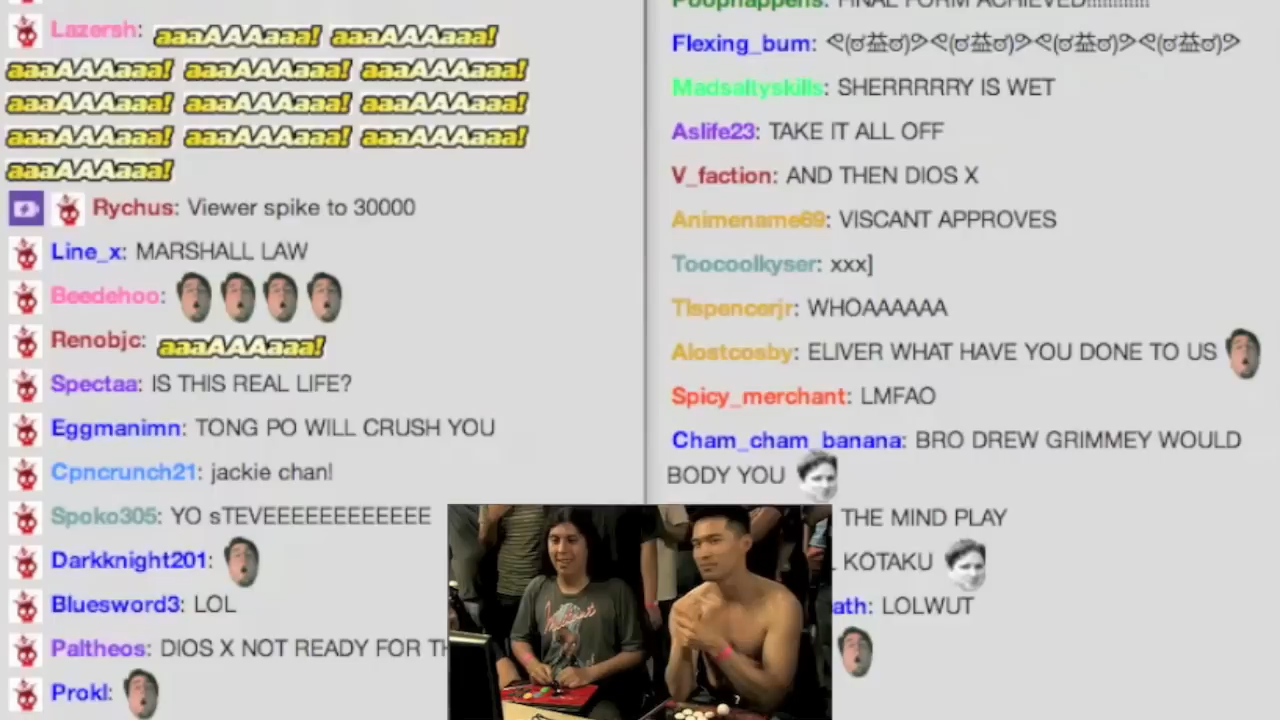 Lazersh: aaaAAAaaa! aaaAAAaaa!
aaaAAAaaa! aaaAAAaaa! aaaAAAaaa!
aaaAAAaaa! aaaAAAaaa! aaaAAAaaa!
aaaAAAaaa! aaaAAAaaa! aaaAAAaaa!
aaaAAAaaa!
Rychus: Viewer spike to 30000
Line_x: MARSHALL LAW
Beedehoo:
Renobjc: aaaAAAaaa!
Spectaa: IS THIS REAL LIFE?
Eggmanimn: TONG PO WILL CRUSH YOU
Cpncrunch21: jackie chan!
Spoko305: YO sTEVEEEEEEEEEEEE
Darkknight201:
Bluesword3: LOL
Paltheos: DIOS X NOT READY FOR TH
Prokl:
Poophappens: FINAL FORM ACHIEVED!!!!!!!!!!!!!
Flexing_bum: ᕙ(ಠ益ಠ)ᕗᕙ(ಠ益ಠ)ᕗᕙ(ಠ益ಠ)ᕗᕙ(ಠ益ಠ)ᕗ
Madsaltyskills: SHERRRRRY IS WET
Aslife23: TAKE IT ALL OFF
V_faction: AND THEN DIOS X
Animename69: VISCANT APPROVES
Toocoolkyser: xxx]
Tlspencerjr: WHOAAAAAA
Alostcosby: ELIVER WHAT HAVE YOU DONE TO US
Spicy_merchant: LMFAO
Cham_cham_banana: BRO DREW GRIMMEY WOULD
BODY YOU
THE MIND PLAY
KOTAKU
ath: LOLWUT